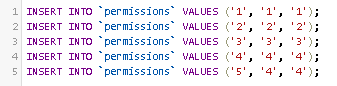 1 INSERT INTO `permissions` VALUES ('1', '1', '1');
2 INSERT INTO `permissions` VALUES ('2', '2', '2');
3 INSERT INTO `permissions` VALUES ('3', '3', '3');
4 INSERT INTO `permissions` VALUES ('4', '4', '4');
5 INSERT INTO `permissions` VALUES ('5', '4', '4');